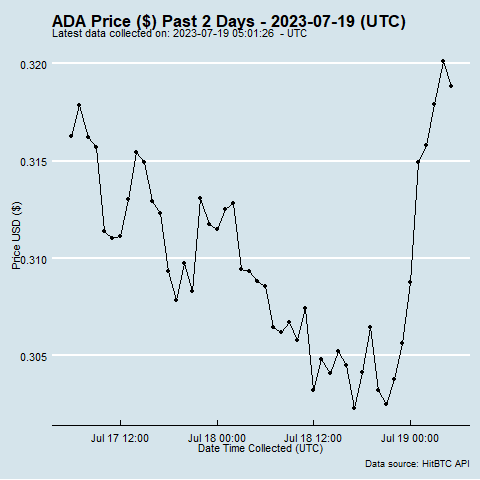 ADA Price ($) Past 2 Days - 2023-07-19 (UTC)
Latest data collected on: 2023-07-19 05:01:26 - UTC
0.320
0.315
0.310
0.305
Price USD ($)
Jul 17 12:00 Jul 18 00:00 Jul 18 12:00 Jul 19 00:00
Date Time Collected (UTC)
Data source: HitBTC API